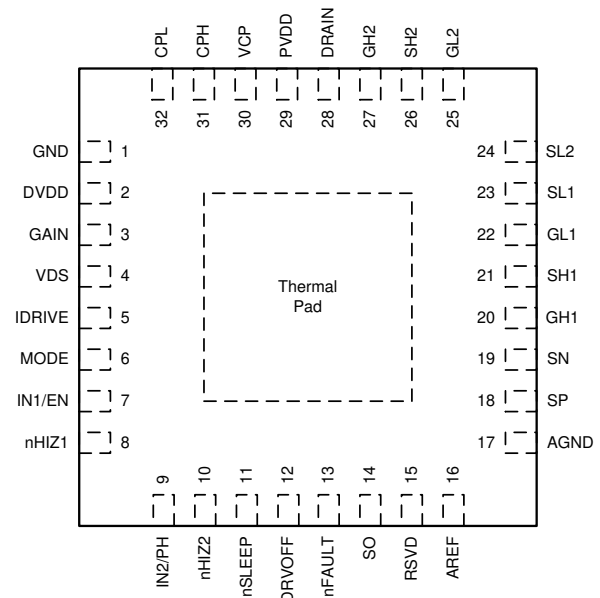 CPL
CPH
VCP
PVDD
DRAIN
GH2
SH2
GL2
32
31
30
29
28
27
26
25
GND 1
DVDD 2
GAIN 3
VDS 4
IDRIVE 5
MODE 6
IN1/EN 7
nHIZ1 8
Thermal
Pad
24 SL2
23 SL1
22 GL1
21 SH1
20 GH1
19 SN
18 SP
17 AGND
9
10
11
12
13
14
15
16
IN2/PH
nHIZ2
nSLEEP
DRVOFF
nFAULT
SO
RSVD
AREF